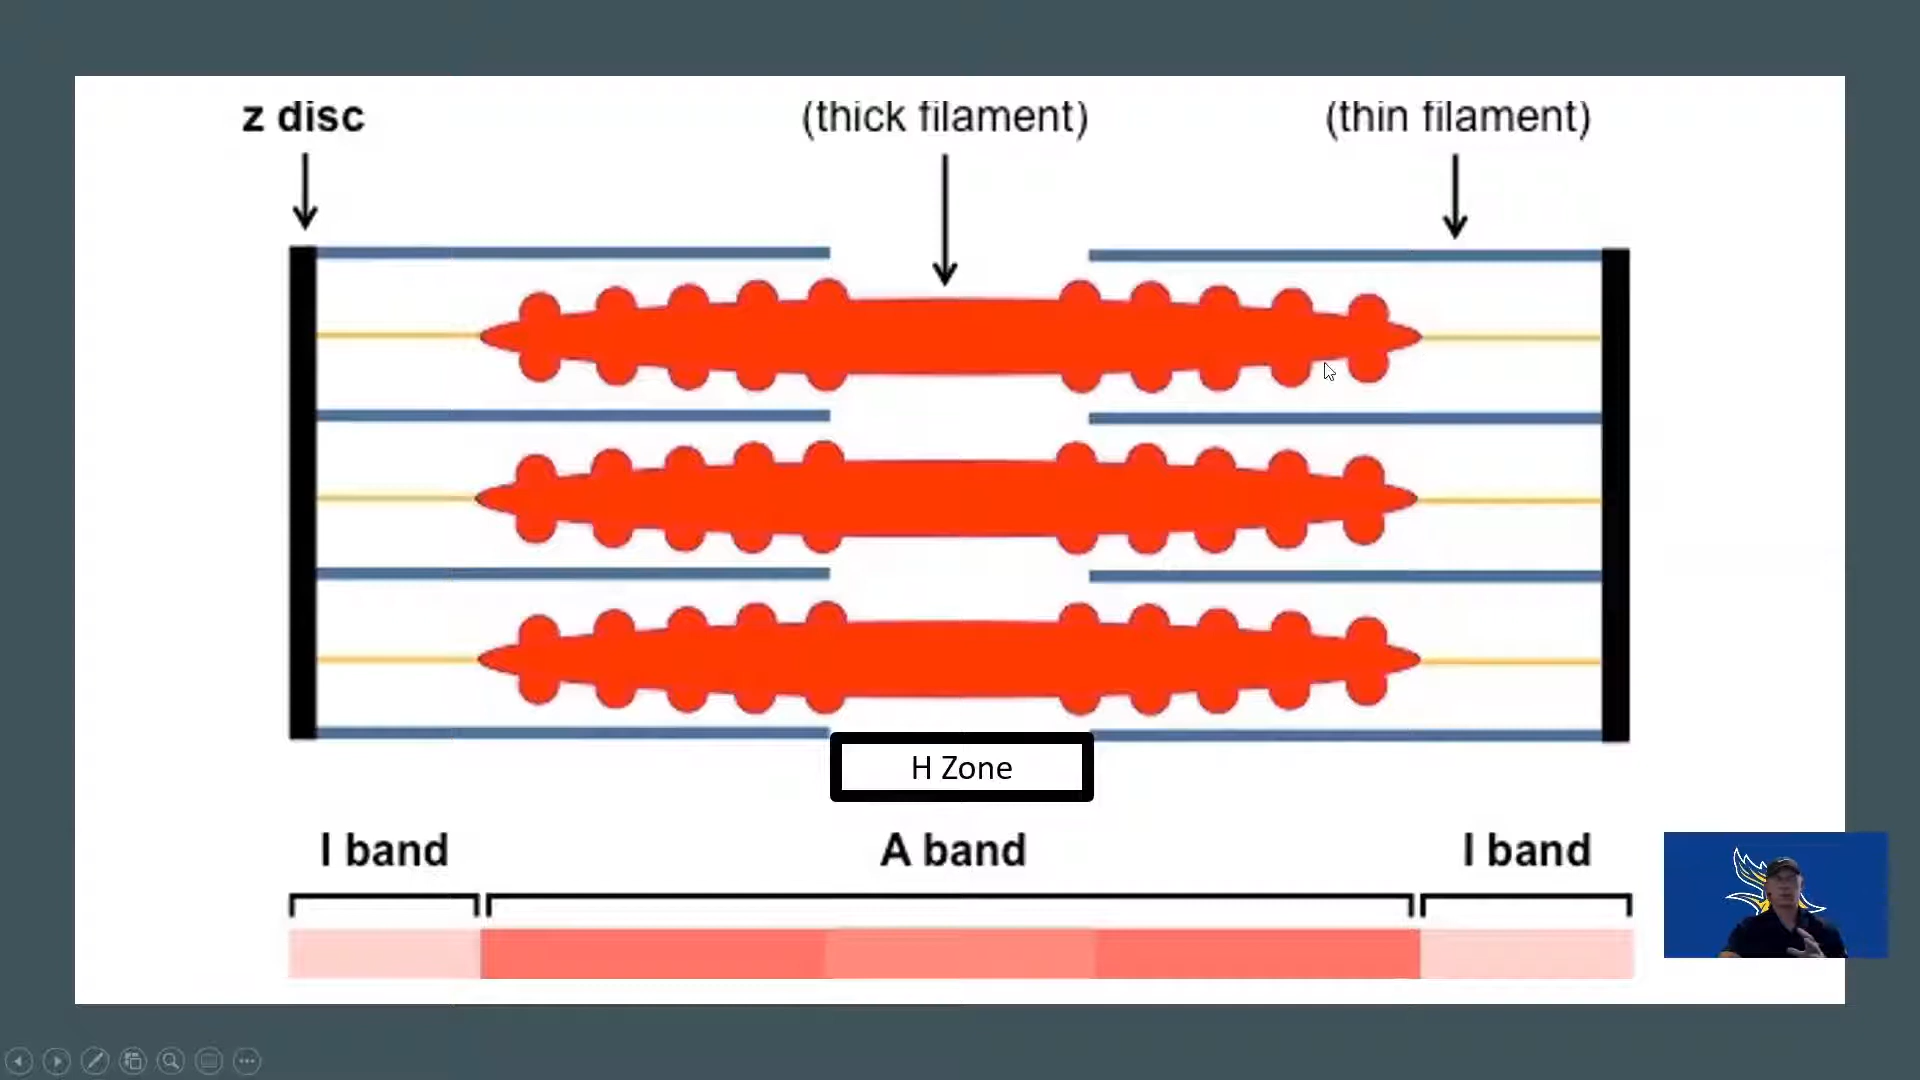 z disc
(thick filament)
(thin filament)
H Zone
I band
A band
I band